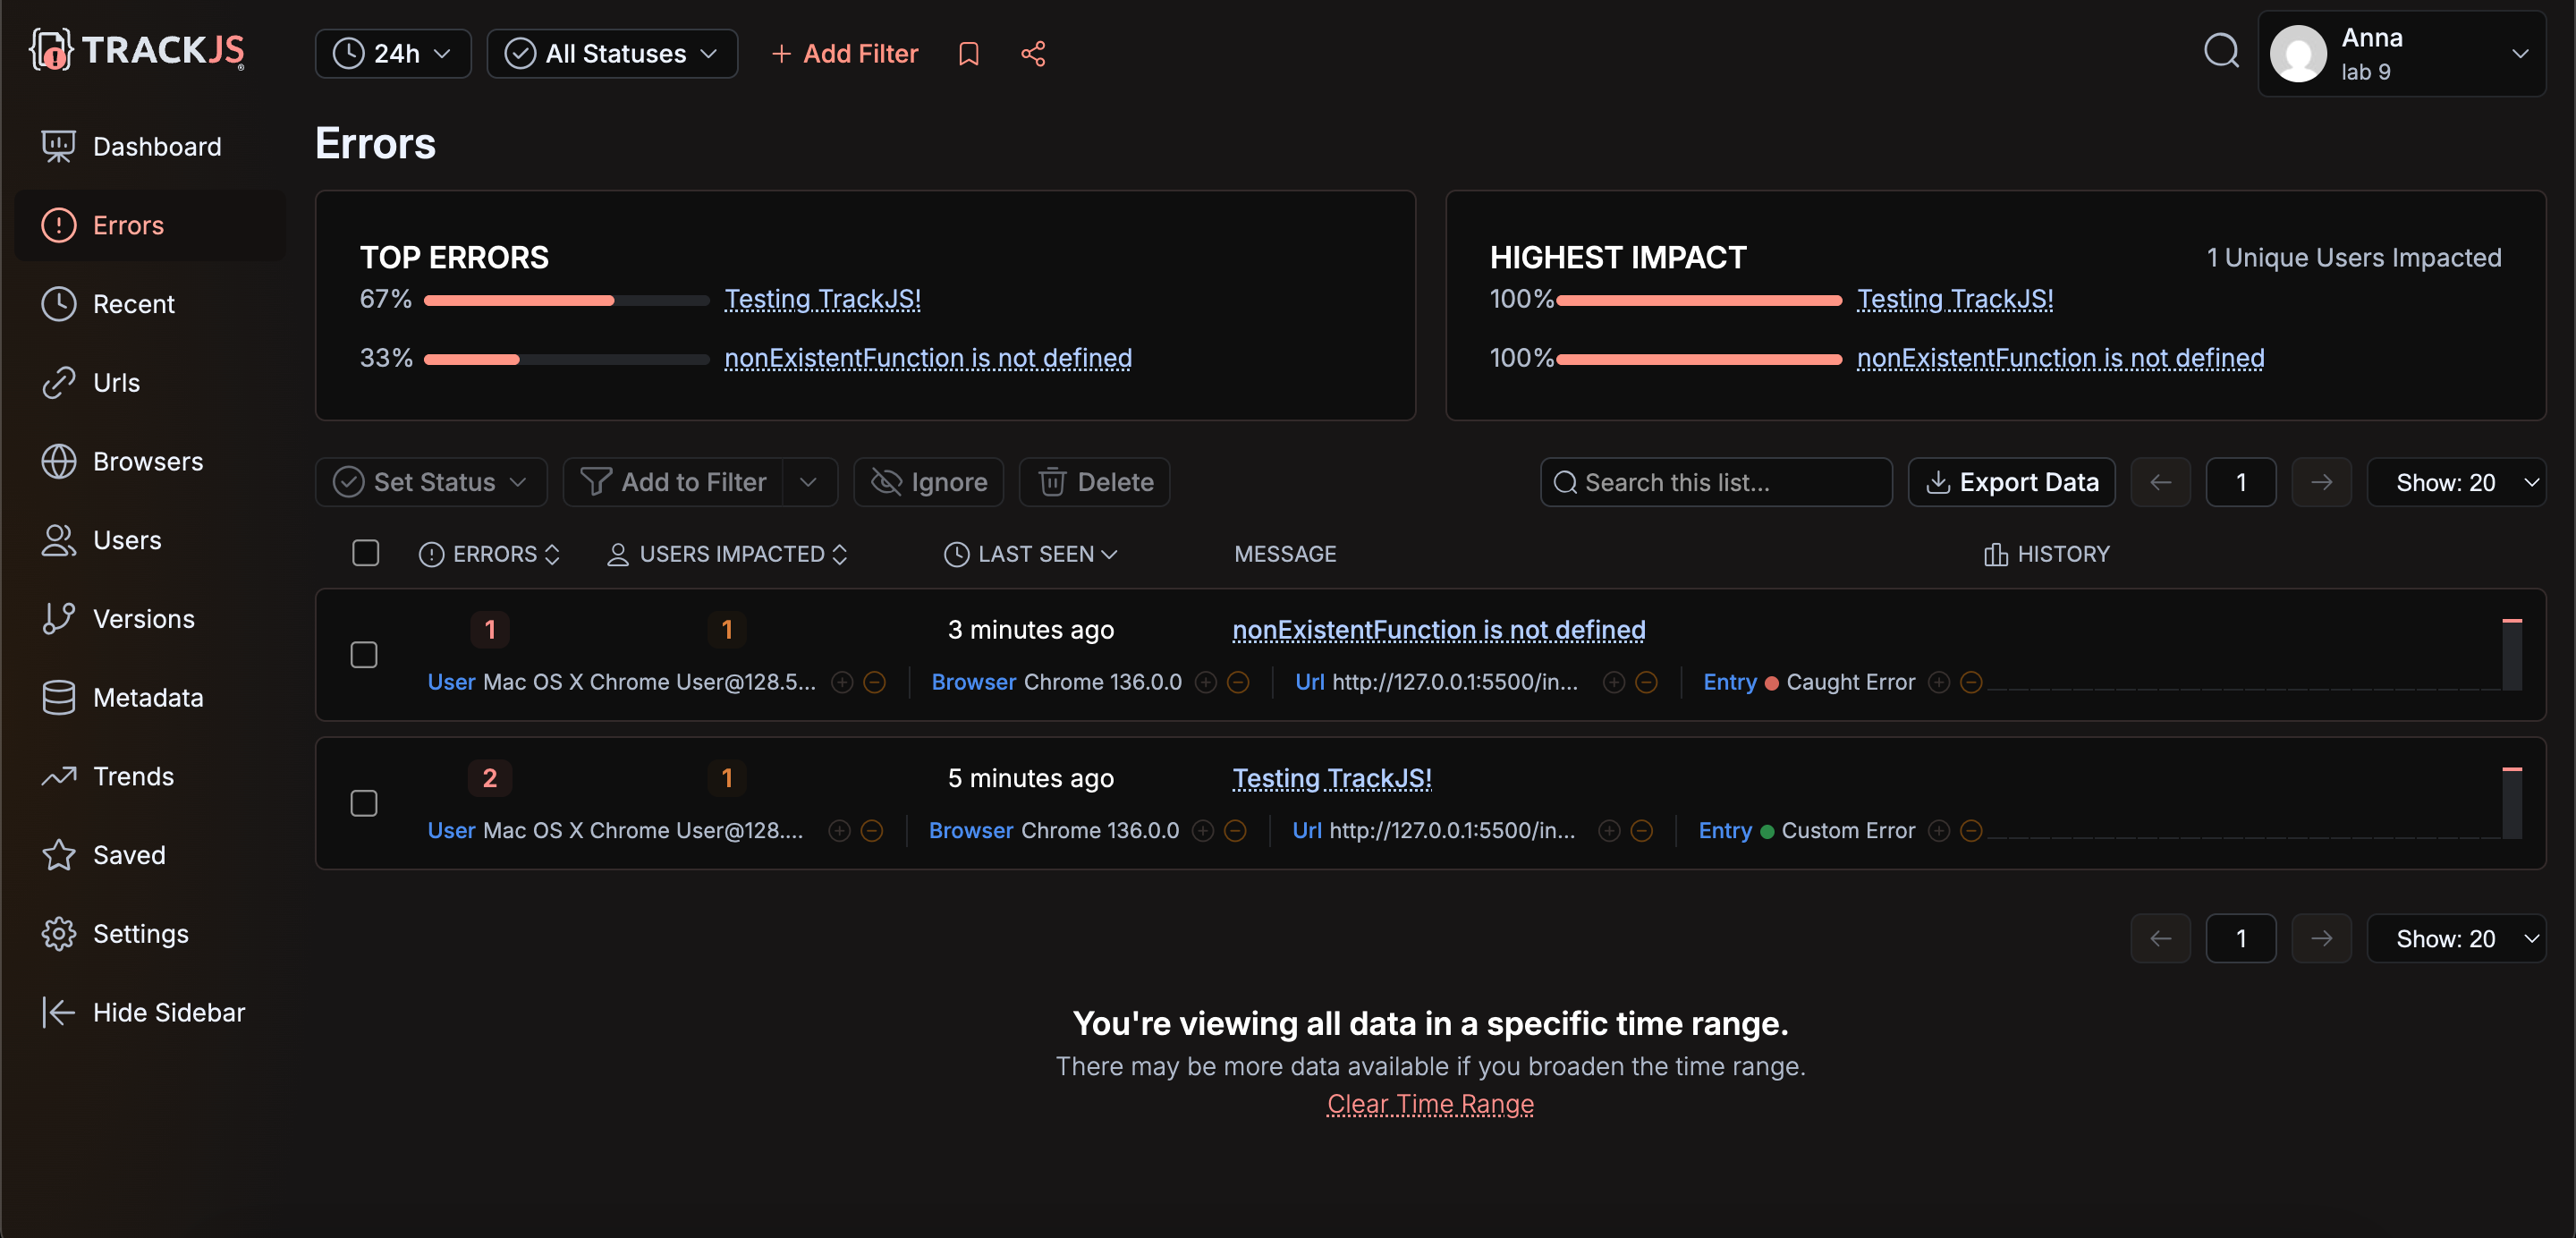 TRACKJS
24h
All Statuses
+ Add Filter
Anna
lab 9
Dashboard
Errors
Recent
Urls
Browsers
Users
Versions
Metadata
Trends
Saved
Settings
Hide Sidebar
Errors
TOP ERRORS
67% Testing TrackJS!
33% nonExistentFunction is not defined
HIGHEST IMPACT
1 Unique Users Impacted
100% Testing TrackJS!
100% nonExistentFunction is not defined
Set Status
Add to Filter
Ignore
Delete
Search this list...
Export Data
1
Show: 20
ERRORS USERS IMPACTED LAST SEEN MESSAGE HISTORY
1 1 3 minutes ago nonExistentFunction is not defined
User Mac OS X Chrome User@128.5... Browser Chrome 136.0.0 Url http://127.0.0.1:5500/in... Entry Caught Error
2 1 5 minutes ago Testing TrackJS!
User Mac OS X Chrome User@128.... Browser Chrome 136.0.0 Url http://127.0.0.1:5500/in... Entry Custom Error
1
Show: 20
You're viewing all data in a specific time range.
There may be more data available if you broaden the time range.
Clear Time Range